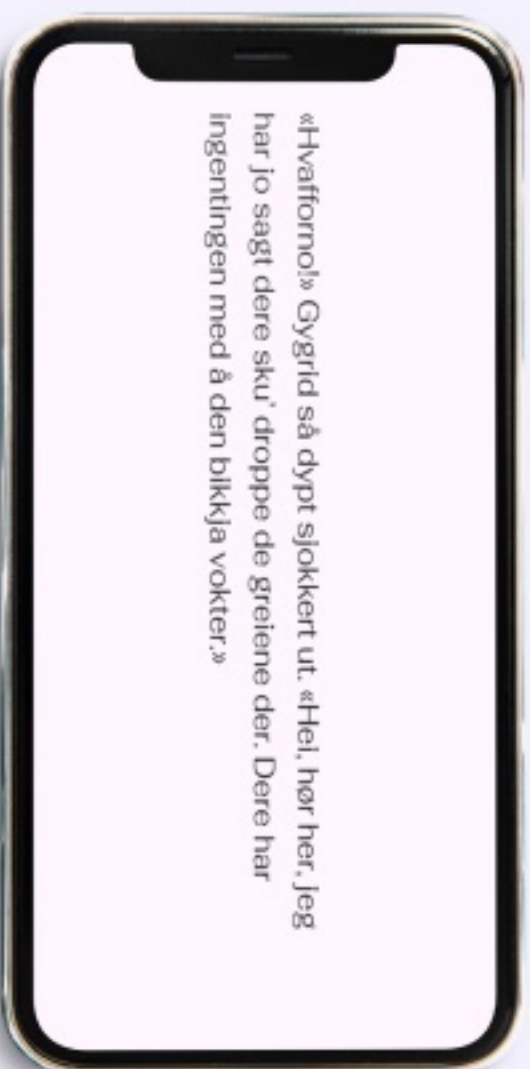 «Hvafforno!» Gygrid så dypt sjokkert ut. «Hei, hør her, jeg
har jo sagt dere sku' droppe de greiene der. Dere har
ingentingen med å den bikkja vokter.»